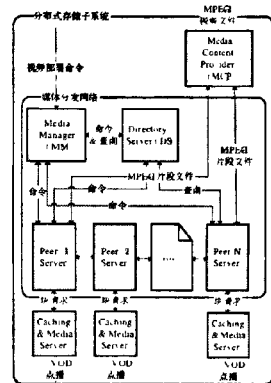 MPEG
视频文件
分布式存储子系统
Media
Content
Provider
(MCP)
视频部署命令
媒体分发网络
Media
Manager
(MM)
命令
& 查询
Directory
Server (DS)
MPEG
片段文件
MPEG 片段文件
命令
命令
查询
命令
Peer 1
Server
Peer 2
Server
....
Peer N
Server
请求
请求
请求
Caching
& Media
Server
Caching
& Media
Server
Caching
& Media
Server
VOD
点播
VOD
点播
VOD
点播